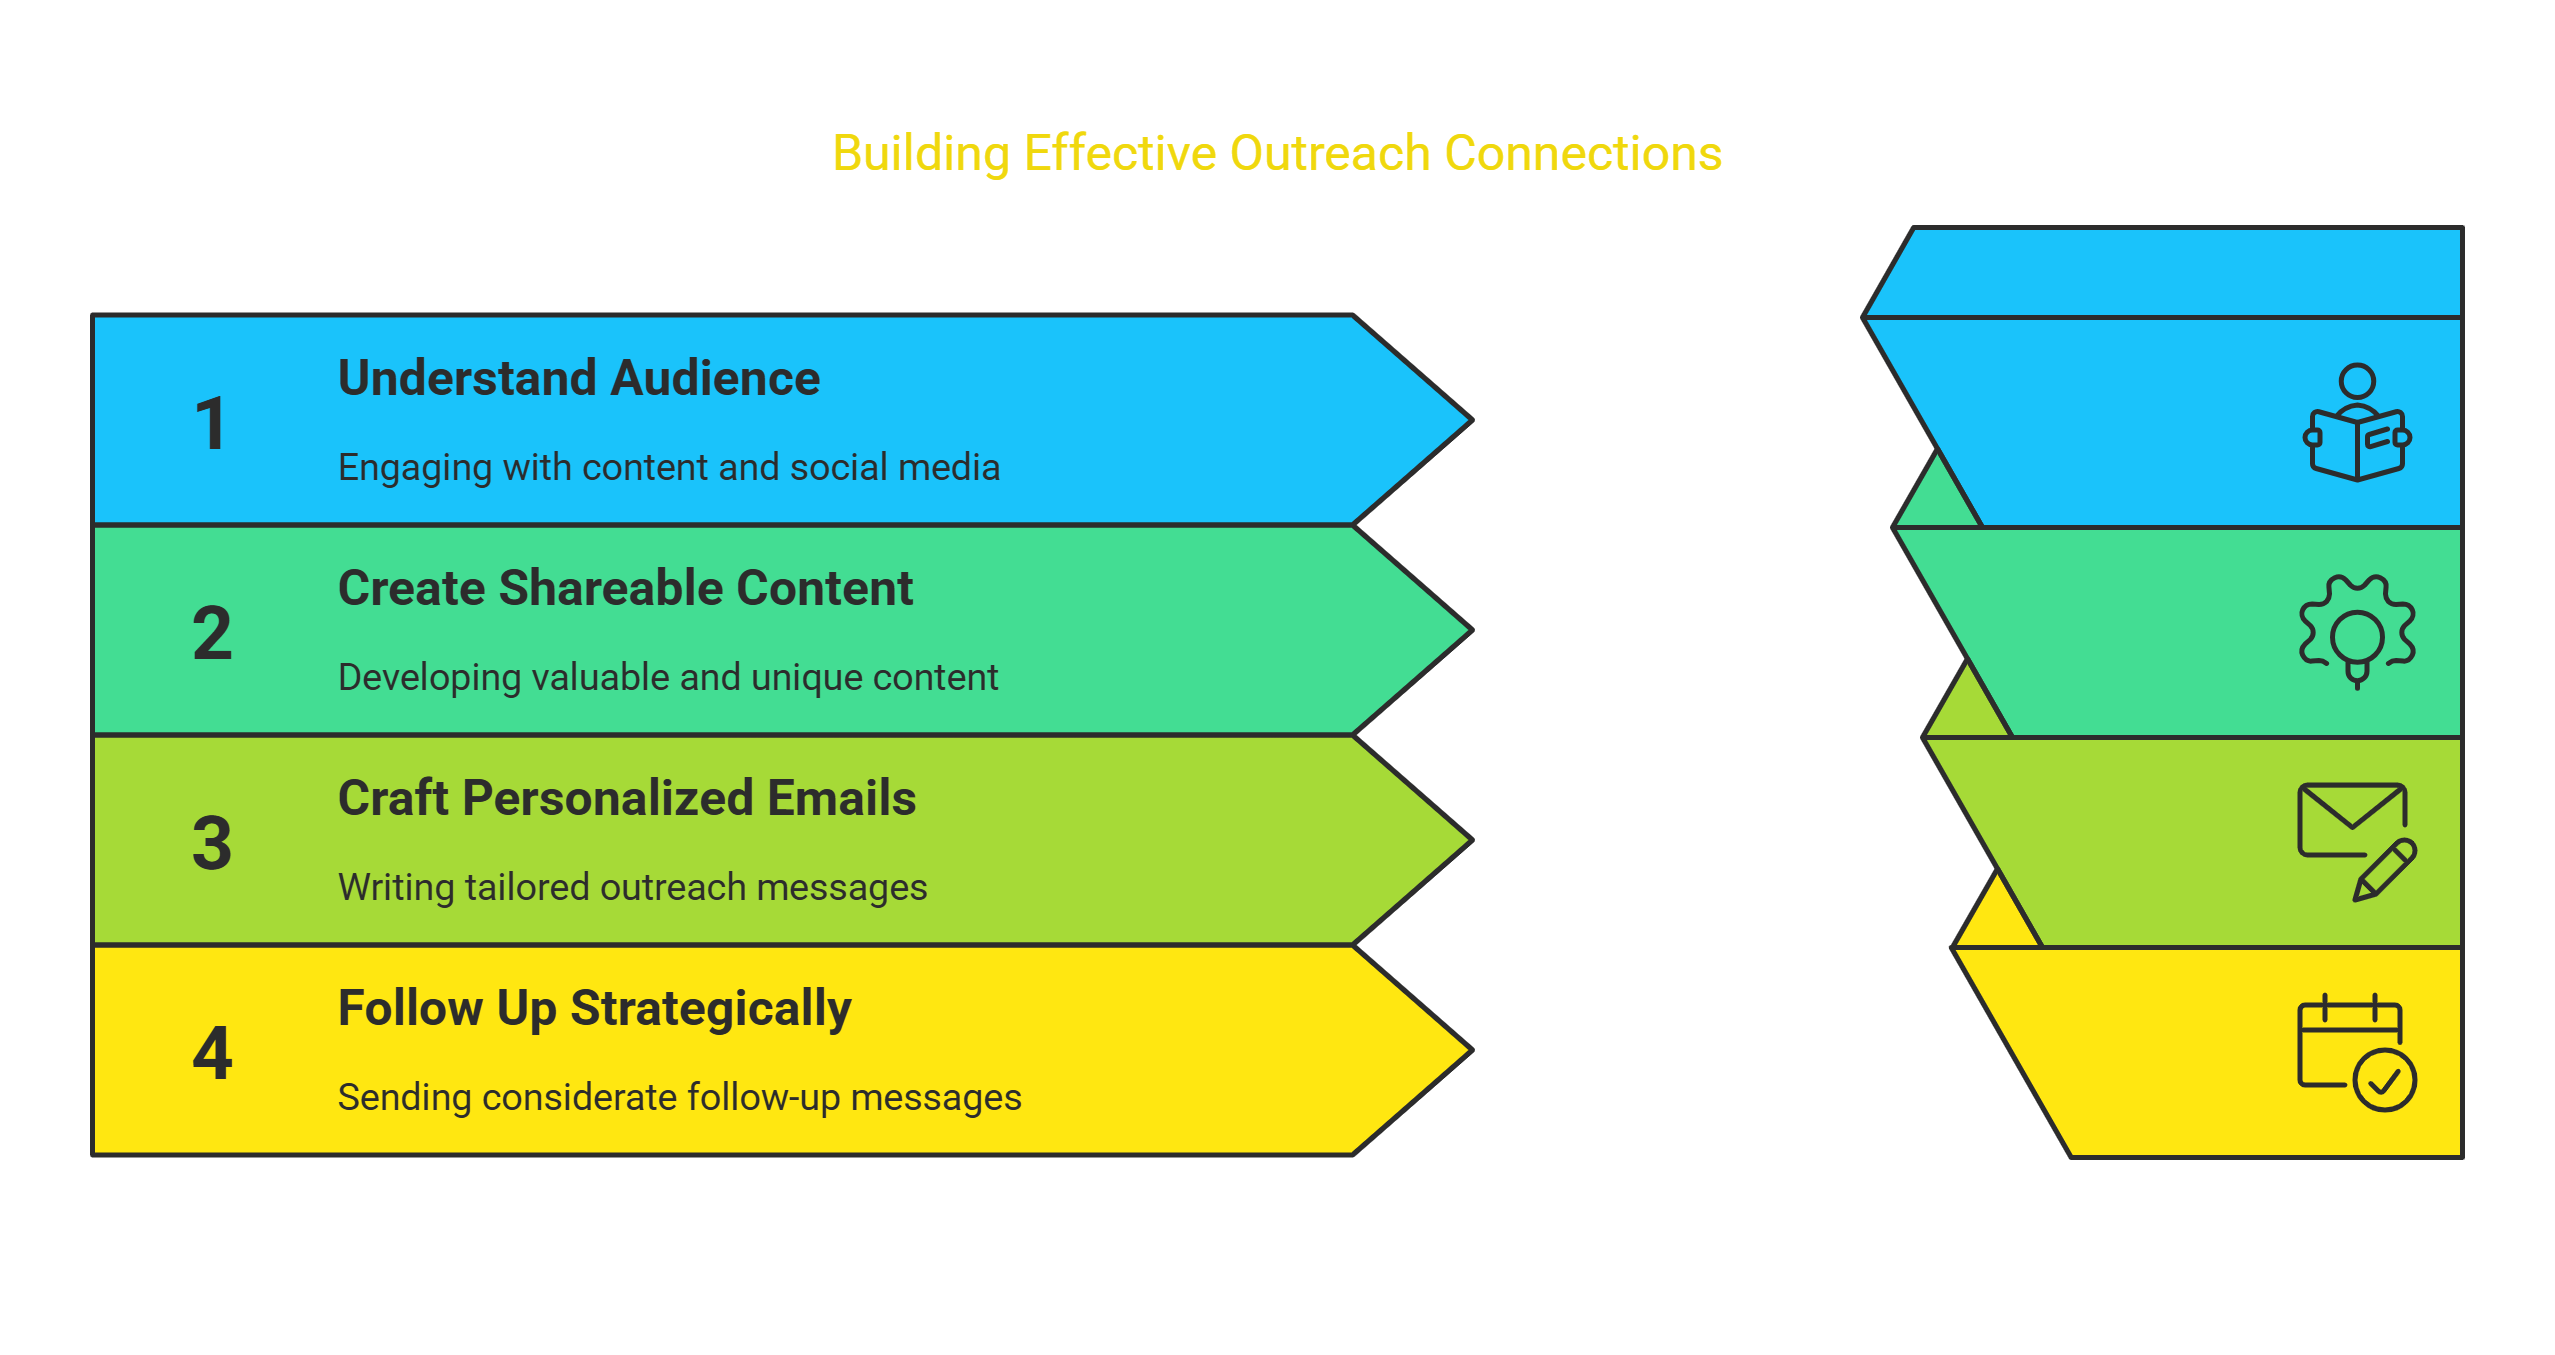 Building Effective Outreach Connections
1
Understand Audience
Engaging with content and social media
2
Create Shareable Content
Developing valuable and unique content
3
Craft Personalized Emails
Writing tailored outreach messages
4
Follow Up Strategically
Sending considerate follow-up messages